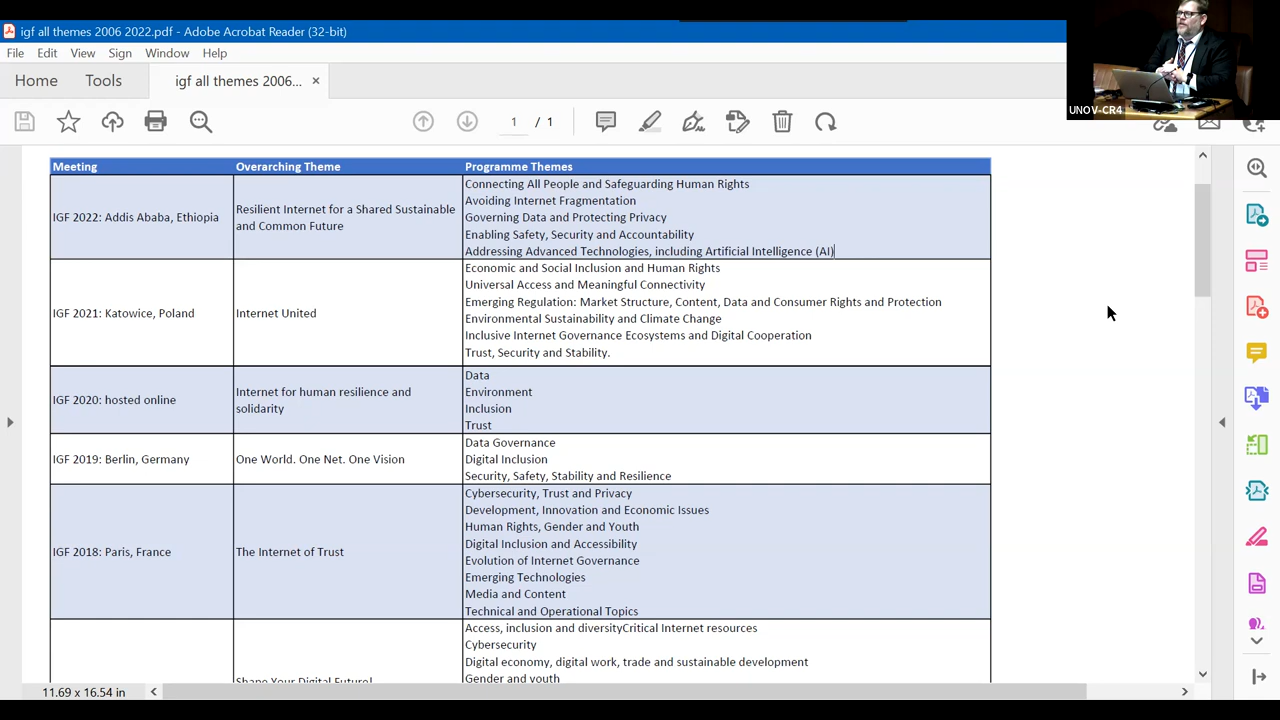 igf all themes 2006 2022.pdf - Adobe Acrobat Reader (32-bit)
File Edit View Sign Window Help
Home Tools igf all themes 2006... ×
1 / 1
UNOV-CR4
Meeting Overarching Theme Programme Themes
IGF 2022: Addis Ababa, Ethiopia
Resilient Internet for a Shared Sustainable
and Common Future
Connecting All People and Safeguarding Human Rights
Avoiding Internet Fragmentation
Governing Data and Protecting Privacy
Enabling Safety, Security and Accountability
Addressing Advanced Technologies, including Artificial Intelligence (AI)
IGF 2021: Katowice, Poland
Internet United
Economic and Social Inclusion and Human Rights
Universal Access and Meaningful Connectivity
Emerging Regulation: Market Structure, Content, Data and Consumer Rights and Protection
Environmental Sustainability and Climate Change
Inclusive Internet Governance Ecosystems and Digital Cooperation
Trust, Security and Stability.
IGF 2020: hosted online
Internet for human resilience and
solidarity
Data
Environment
Inclusion
Trust
IGF 2019: Berlin, Germany
One World. One Net. One Vision
Data Governance
Digital Inclusion
Security, Safety, Stability and Resilience
IGF 2018: Paris, France
The Internet of Trust
Cybersecurity, Trust and Privacy
Development, Innovation and Economic Issues
Human Rights, Gender and Youth
Digital Inclusion and Accessibility
Evolution of Internet Governance
Emerging Technologies
Media and Content
Technical and Operational Topics
Shape Your Digital Future!
Access, inclusion and diversityCritical Internet resources
Cybersecurity
Digital economy, digital work, trade and sustainable development
Gender and youth
11.69 x 16.54 in